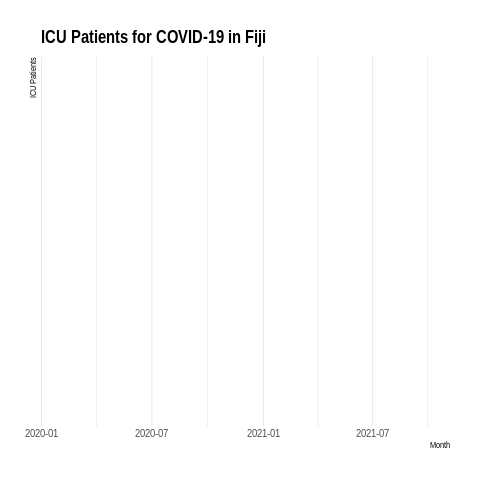 ICU Patients for COVID-19 in Fiji
ICU Patients
2020-01 2020-07 2021-01 2021-07
Month